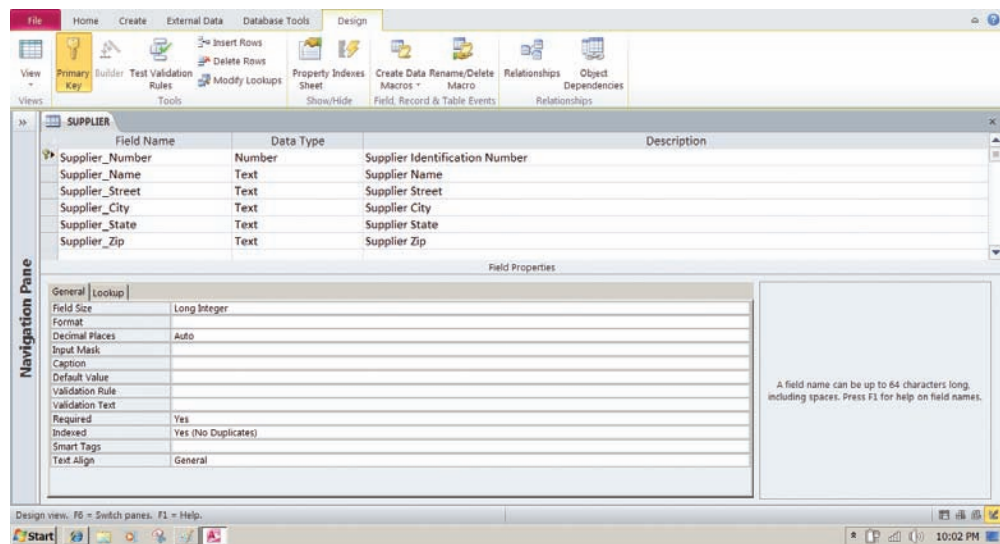 File Home Create External Data Database Tools Design
View Primary Key Builder Test Validation Rules Insert Rows Delete Rows Modify Lookups Property Sheet Indexes Create Data Macros Rename/Delete Macro Relationships Object Dependencies
Views Tools Show/Hide Field, Record & Table Events Relationships
SUPPLIER
Field Name Data Type Description
Supplier_Number Number Supplier Identification Number
Supplier_Name Text Supplier Name
Supplier_Street Text Supplier Street
Supplier_City Text Supplier City
Supplier_State Text Supplier State
Supplier_Zip Text Supplier Zip
Navigation Pane
Field Properties
General Lookup
Field Size Long Integer
Format
Decimal Places Auto
Input Mask
Caption
Default Value
Validation Rule
Validation Text
Required Yes
Indexed Yes (No Duplicates)
Smart Tags
Text Align General
A field name can be up to 64 characters long,
including spaces. Press F1 for help on field names.
Design view. F6 = Switch panes. F1 = Help.
Start 10:02 PM